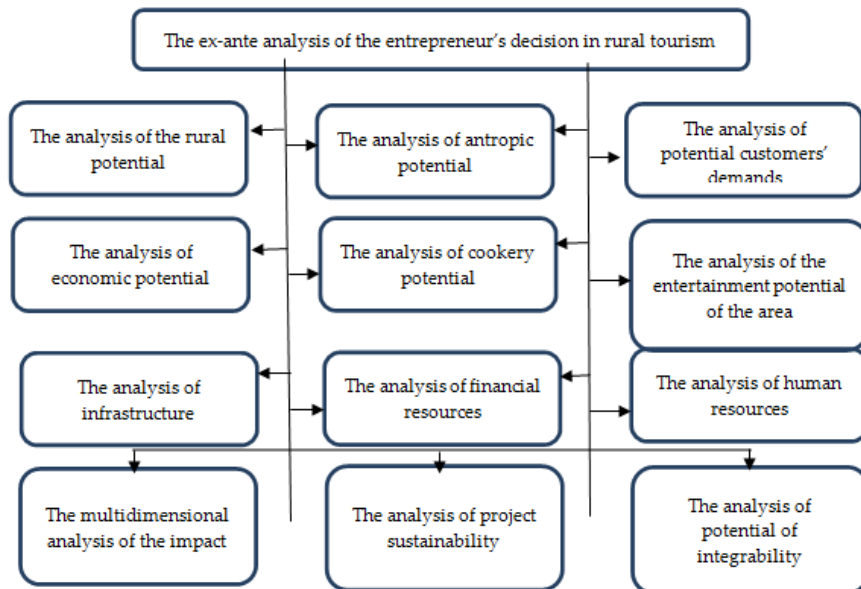 The ex-ante analysis of the entrepreneur's decision in rural tourism
The analysis of the rural
potential
The analysis of antropic
potential
The analysis of
potential customers'
demands
The analysis of
economic potential
The analysis of cookery
potential
The analysis of the
entertainment potential
of the area
The analysis of
infrastructure
The analysis of financial
resources
The analysis of human
resources
The multidimensional
analysis of the impact
The analysis of project
sustainability
The analysis of
potential of
integrability